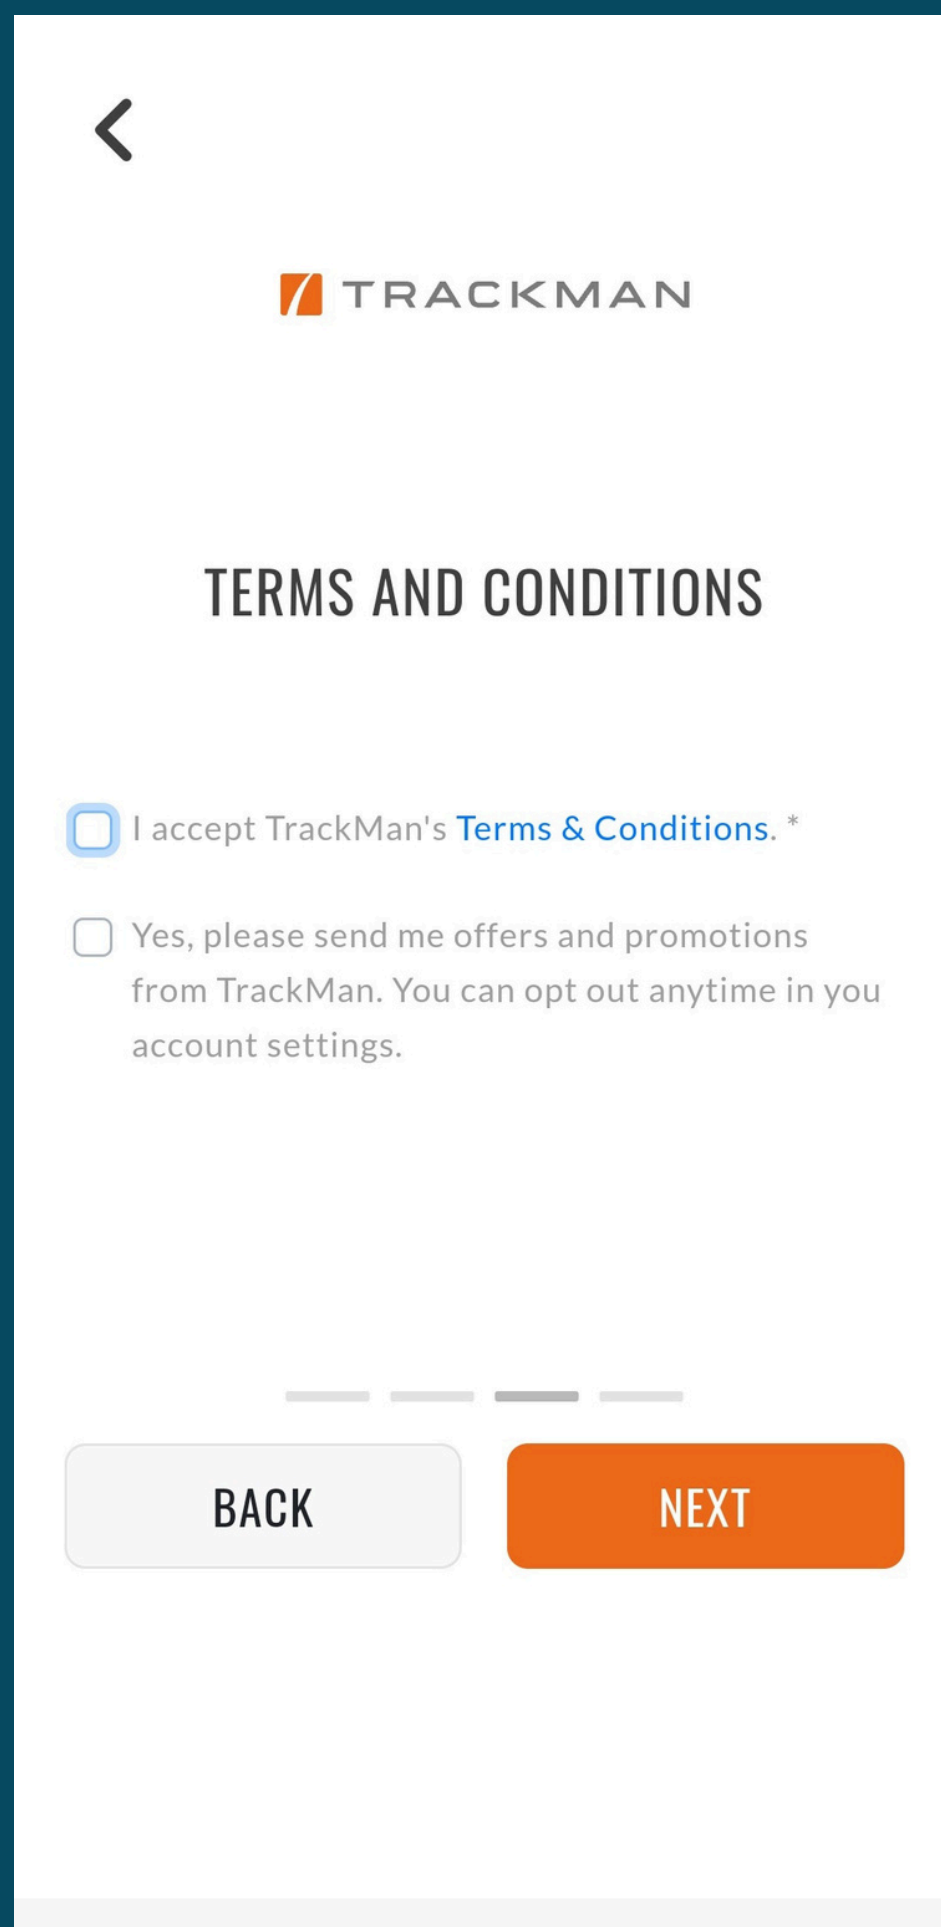 TRACKMAN
TERMS AND CONDITIONS
I accept TrackMan's Terms & Conditions. *
Yes, please send me offers and promotions
from TrackMan. You can opt out anytime in you
account settings.
BACK
NEXT